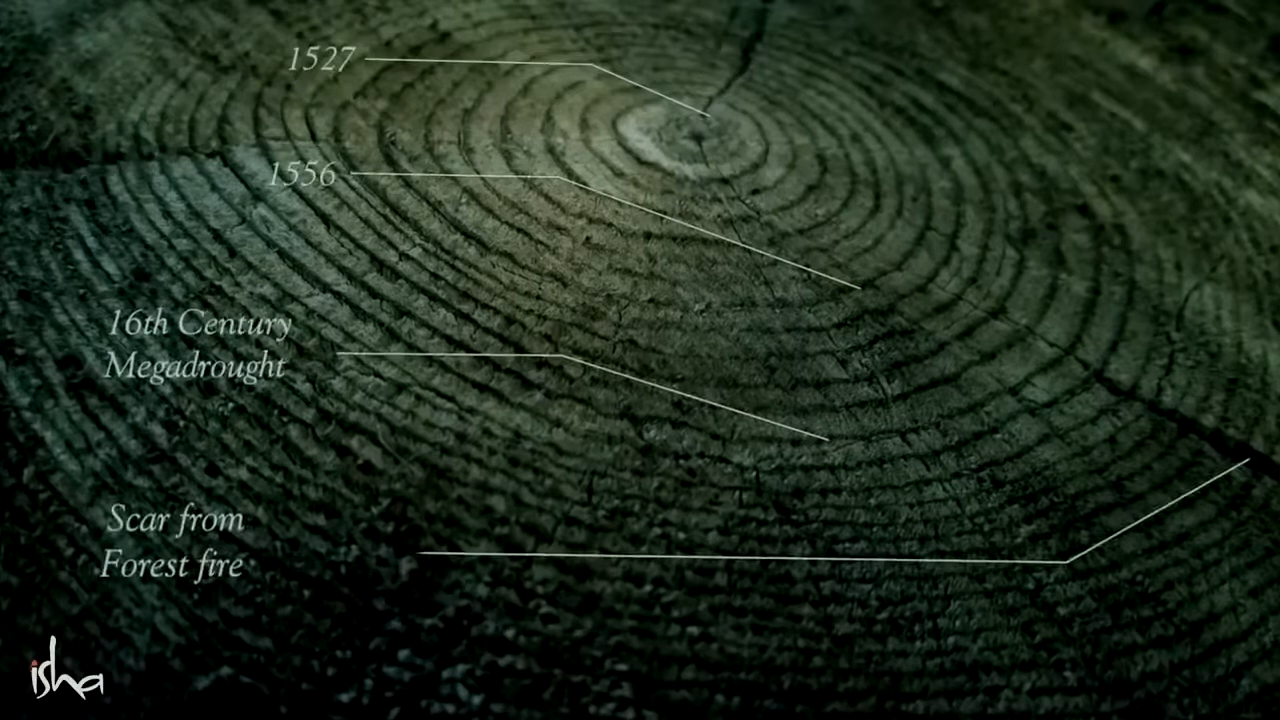 1527
1556
16th Century
Megadrought
Scar from
Forest fire
isha